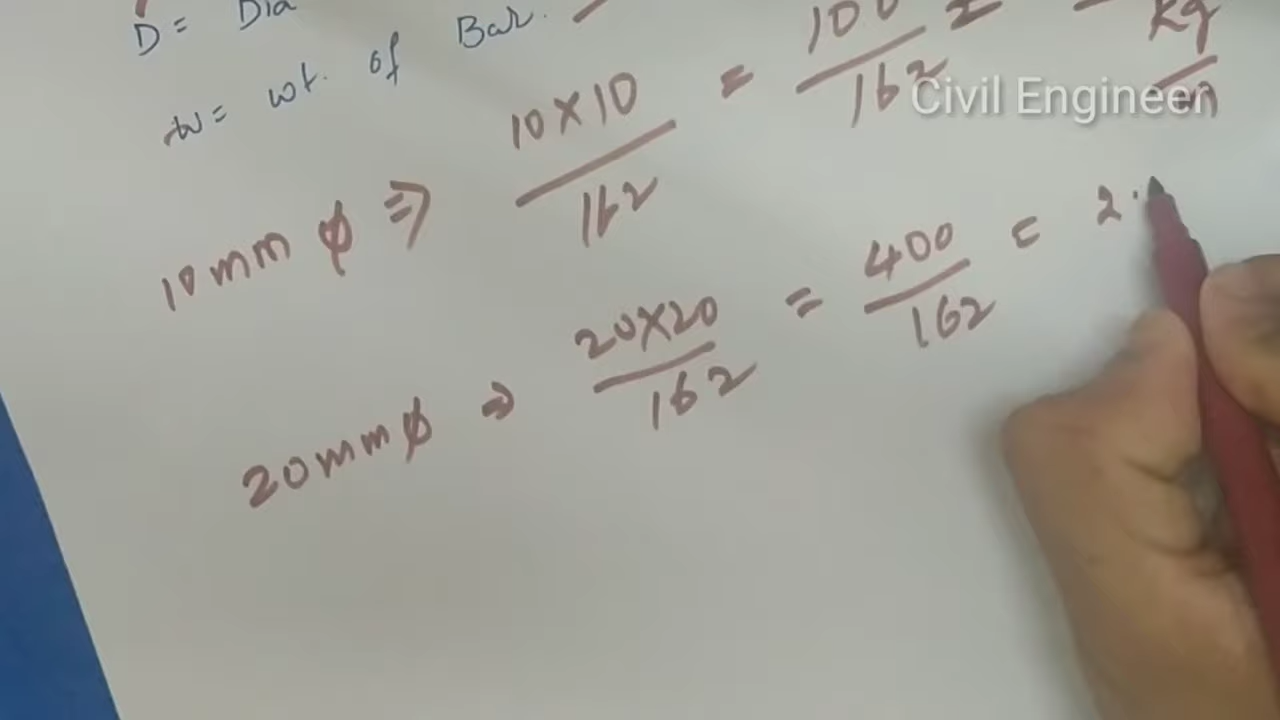 D = Dia
w = wt. of Bar.
10mm φ ⇒ 10×10/162 = 100/162 = kg/m
Civil Engineer
20mm φ ⇒ 20×20/162 = 400/162 = 2.